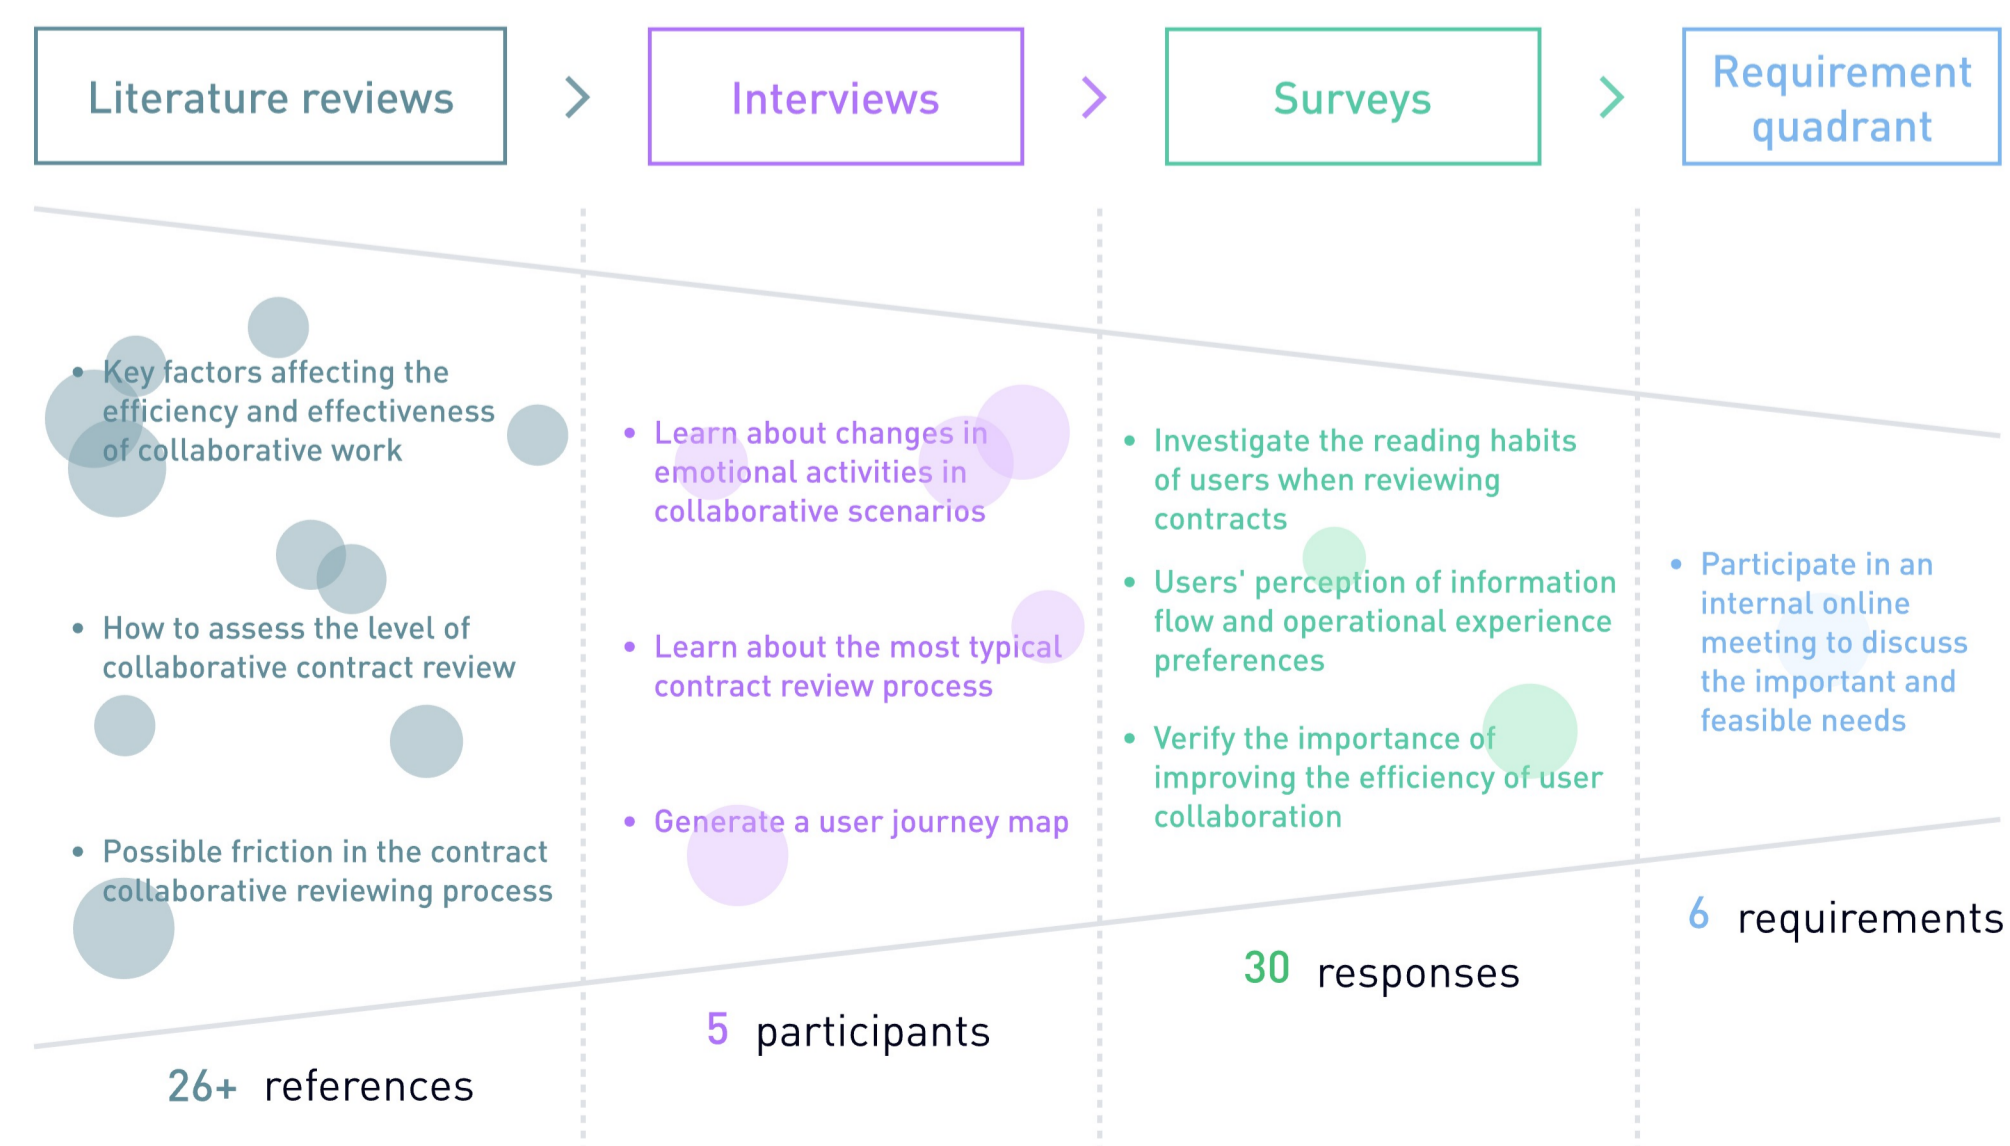 Literature reviews
Interviews
Surveys
Requirement
quadrant
• Key factors affecting the
efficiency and effectiveness
of collaborative work
• How to assess the level of
collaborative contract review
• Possible friction in the contract
collaborative reviewing process
26+ references
• Learn about changes in
emotional activities in
collaborative scenarios
• Learn about the most typical
contract review process
• Generate a user journey map
5 participants
• Investigate the reading habits
of users when reviewing
contracts
• Users' perception of information
flow and operational experience
preferences
• Verify the importance of
improving the efficiency of user
collaboration
30 responses
• Participate in an
internal online
meeting to discuss
the important and
feasible needs
6 requirements